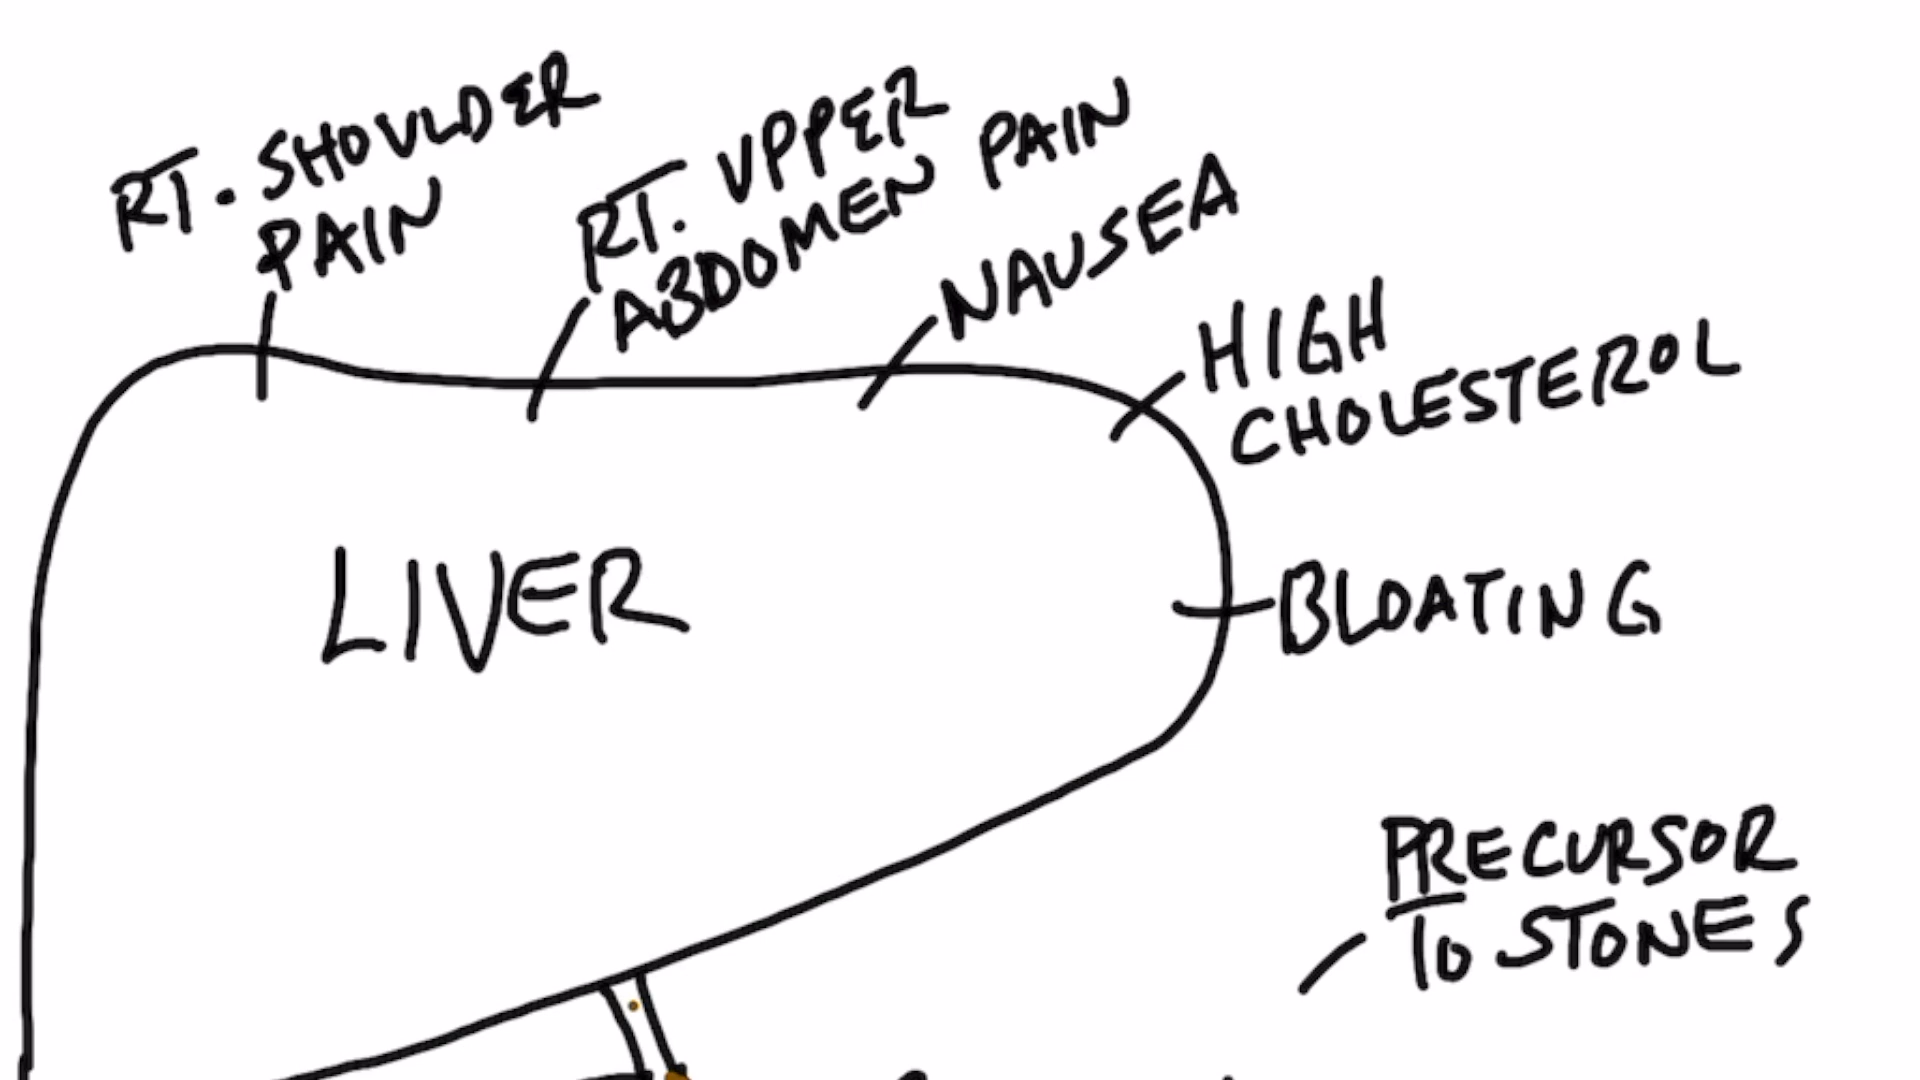 RT. SHOULDER
PAIN
RT. UPPER
ABDOMEN PAIN
NAUSEA
HIGH
CHOLESTEROL
LIVER
BLOATING
PRECURSOR
TO STONES